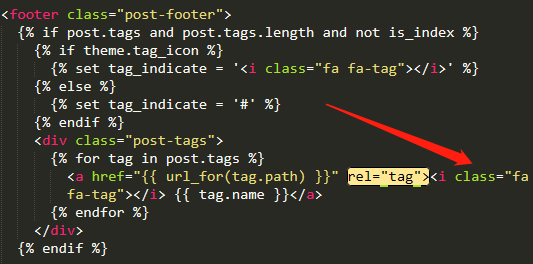 <footer class="post-footer">
{% if post.tags and post.tags.length and not is_index %}
{% if theme.tag_icon %}
{% set tag_indicate = '<i class="fa fa-tag"></i>' %}
{% else %}
{% set tag_indicate = '#' %}
{% endif %}
<div class="post-tags">
{% for tag in post.tags %}
<a href="{{ url_for(tag.path) }}" rel="tag"><i class="fa
fa-tag"></i> {{ tag.name }}</a>
{% endfor %}
</div>
{% endif %}